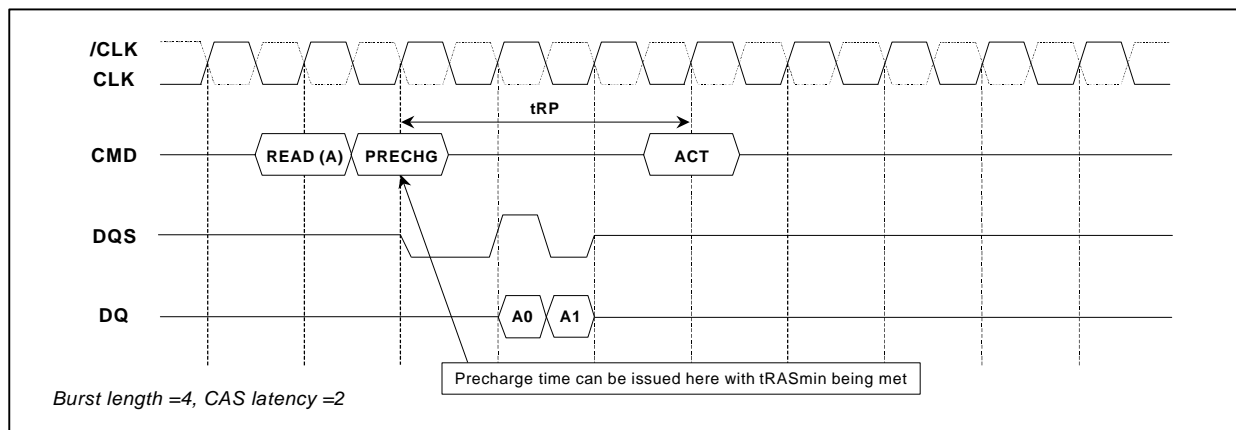 /CLK
CLK
tRP
CMD
READ (A)
PRECHG
ACT
DQS
DQ
A0
A1
Precharge time can be issued here with tRASmin being met
Burst length =4, CAS latency =2